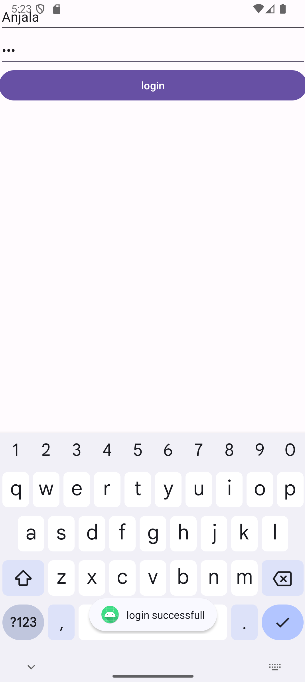 5:23
Anjala
•••
login
1 2 3 4 5 6 7 8 9 0
q w e r t y u i o p
a s d f g h j k l
z x c v b n m
?123 , .
login successfull